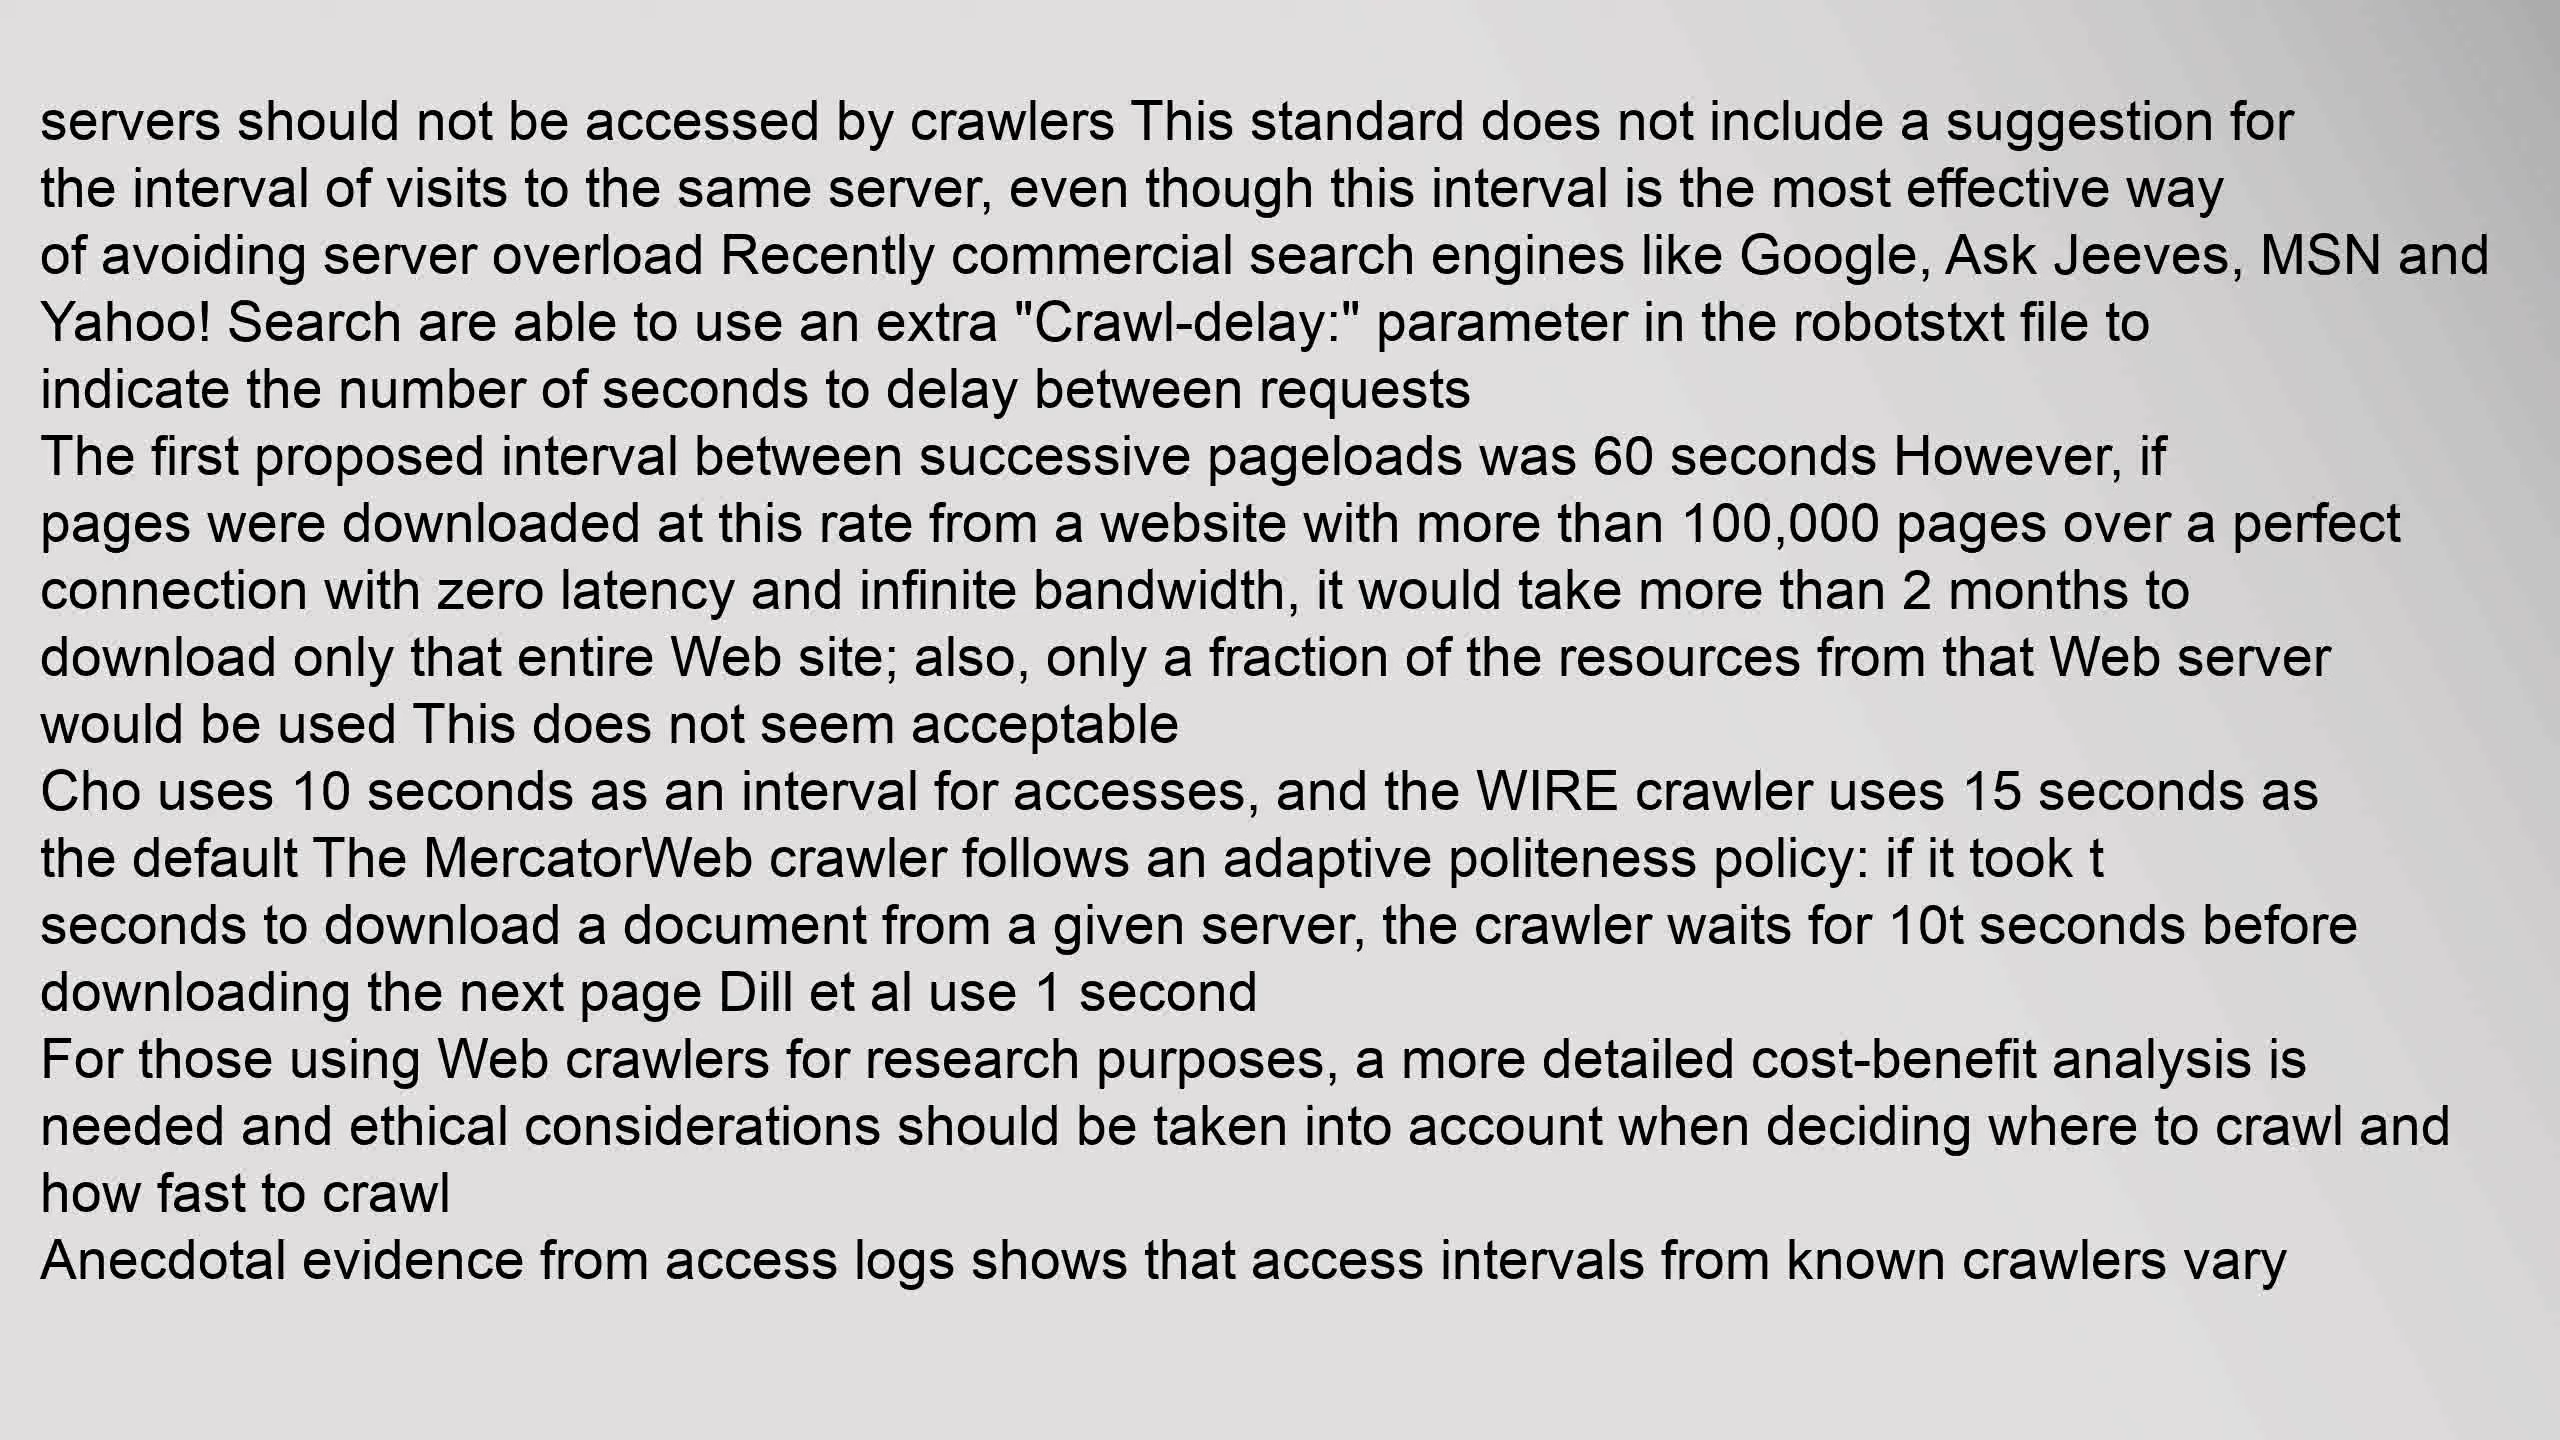 servers should not be accessed by crawlers This standard does not include a suggestion for
the interval of visits to the same server, even though this interval is the most effective way
of avoiding server overload Recently commercial search engines like Google, Ask Jeeves, MSN and
Yahoo! Search are able to use an extra "Crawl-delay:" parameter in the robotstxt file to
indicate the number of seconds to delay between requests
The first proposed interval between successive pageloads was 60 seconds However, if
pages were downloaded at this rate from a website with more than 100,000 pages over a perfect
connection with zero latency and infinite bandwidth, it would take more than 2 months to
download only that entire Web site; also, only a fraction of the resources from that Web server
would be used This does not seem acceptable
Cho uses 10 seconds as an interval for accesses, and the WIRE crawler uses 15 seconds as
the default The MercatorWeb crawler follows an adaptive politeness policy: if it took t
seconds to download a document from a given server, the crawler waits for 10t seconds before
downloading the next page Dill et al use 1 second
For those using Web crawlers for research purposes, a more detailed cost-benefit analysis is
needed and ethical considerations should be taken into account when deciding where to crawl and
how fast to crawl
Anecdotal evidence from access logs shows that access intervals from known crawlers vary